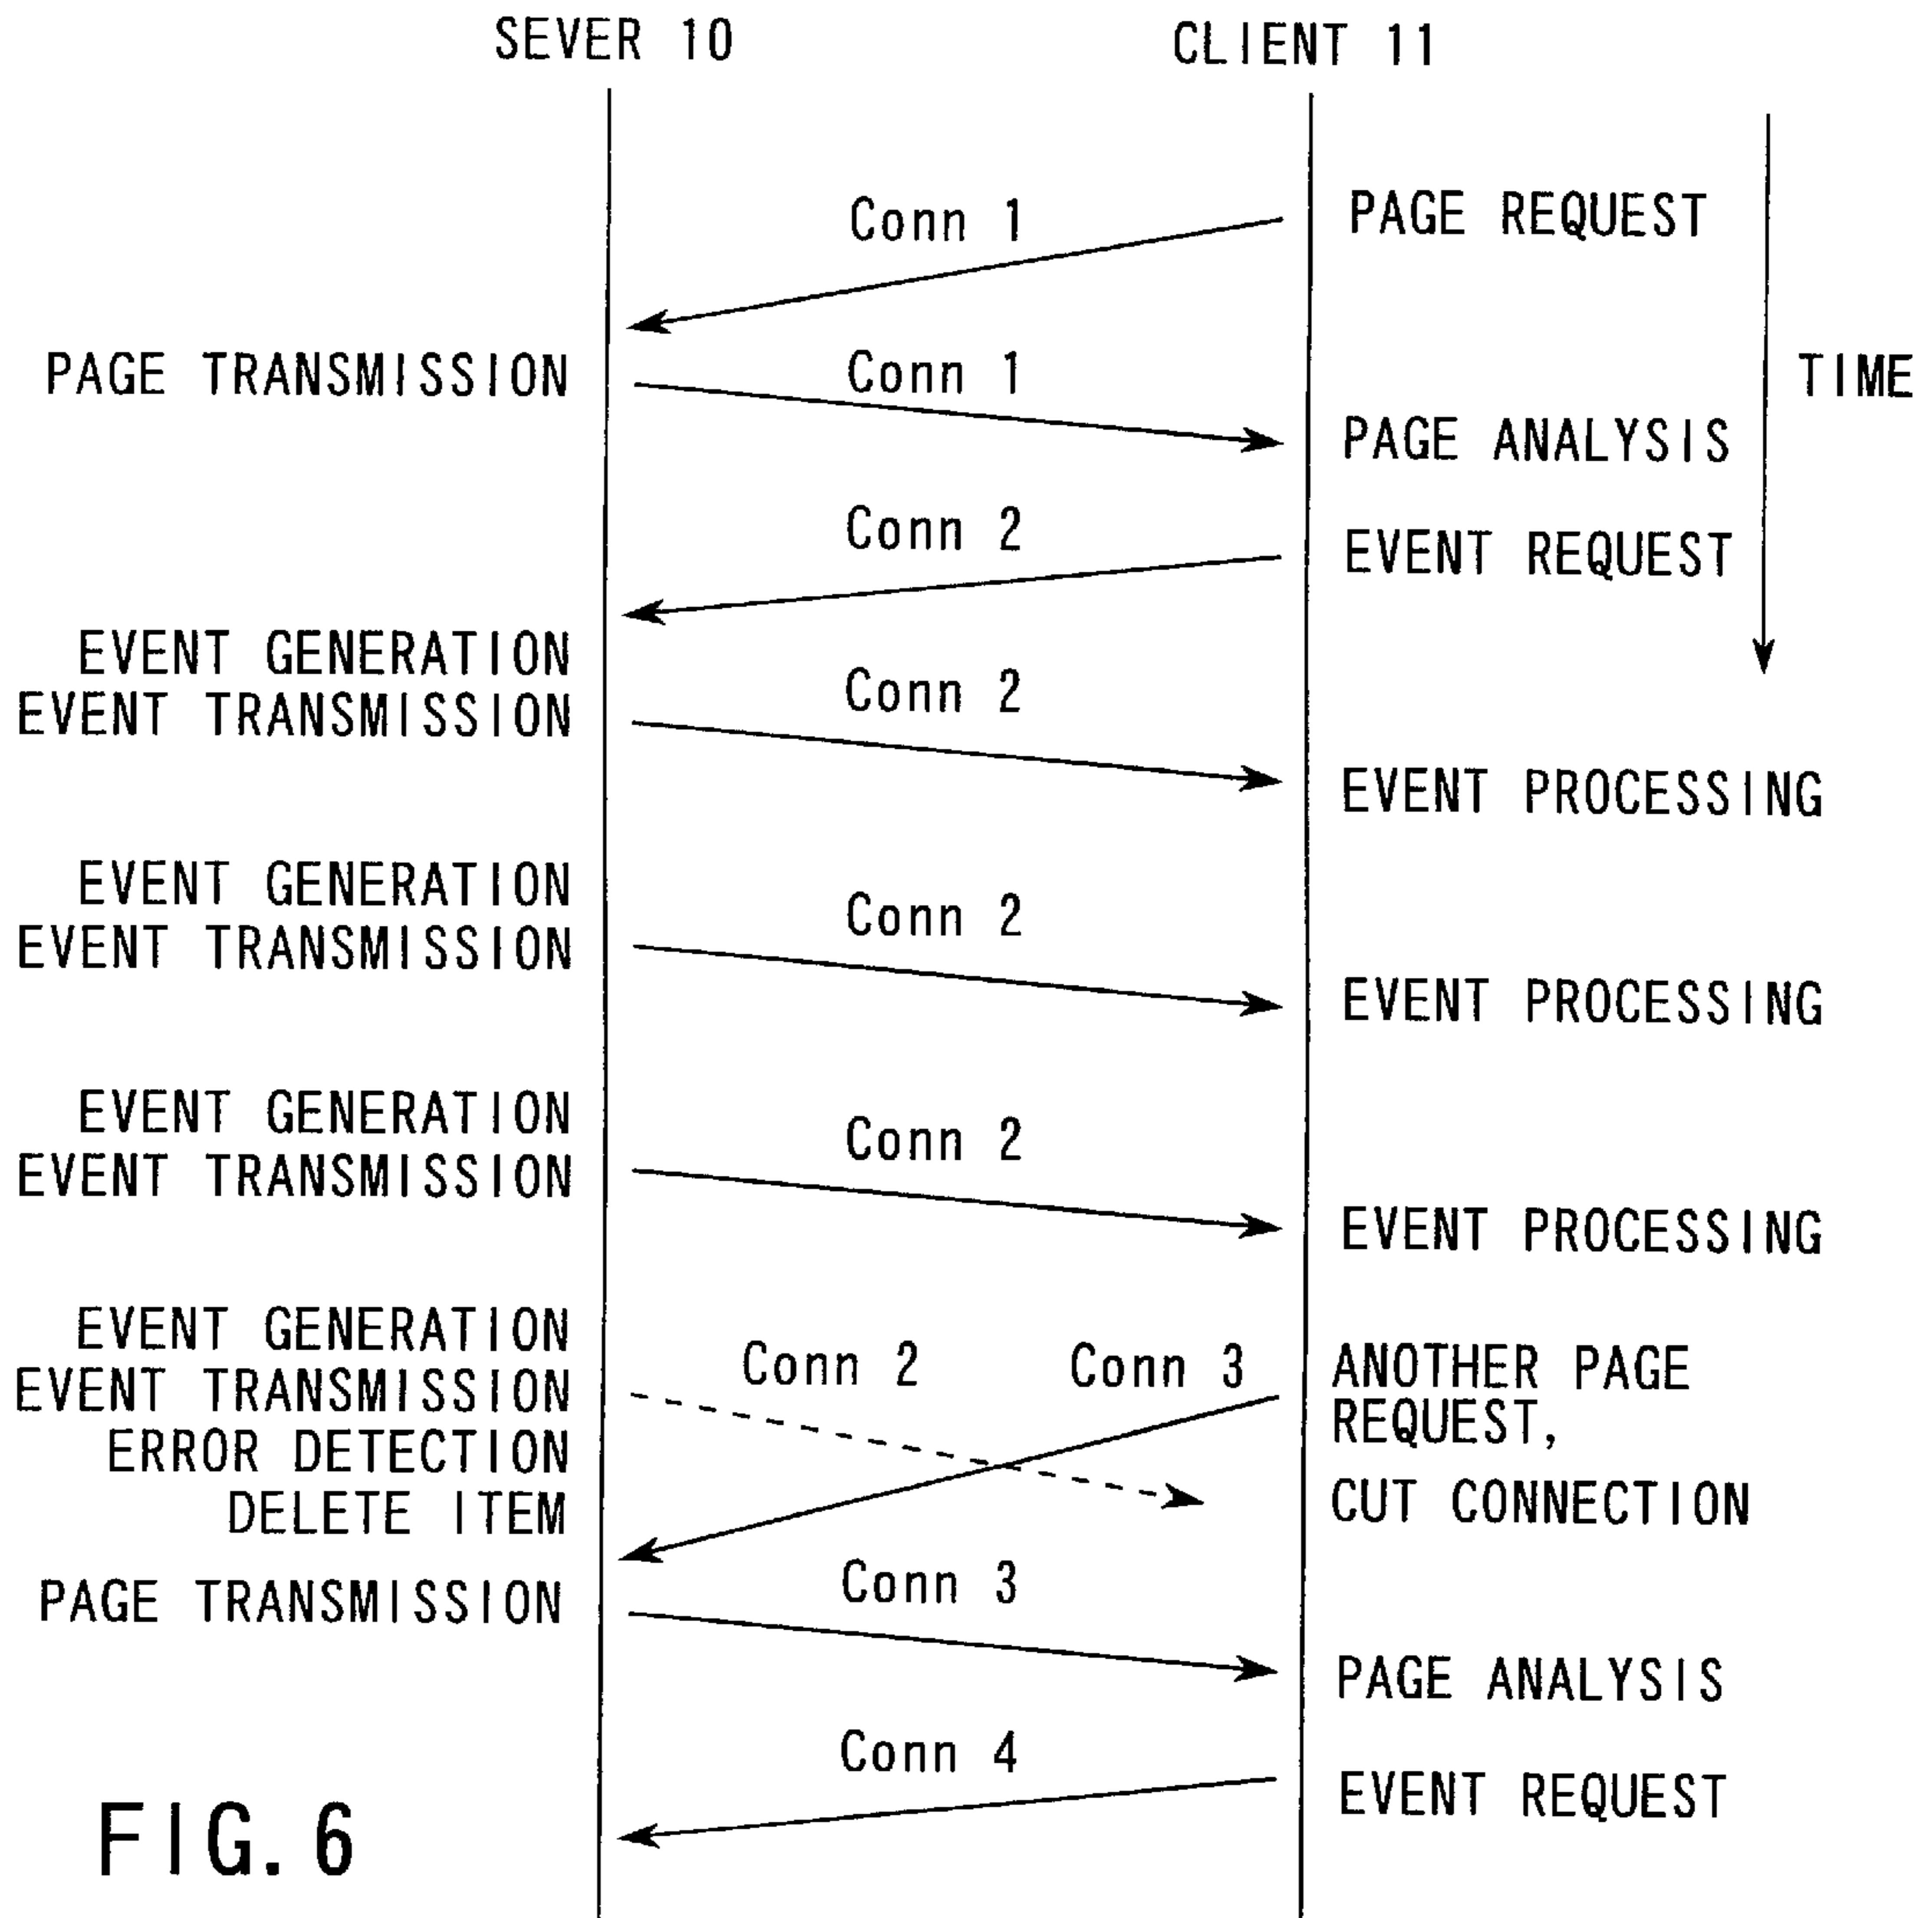 SEVER 10
CLIENT 11
Conn 1
PAGE REQUEST
PAGE TRANSMISSION
Conn 1
TIME
PAGE ANALYSIS
Conn 2
EVENT REQUEST
EVENT GENERATION
EVENT TRANSMISSION
Conn 2
EVENT PROCESSING
EVENT GENERATION
EVENT TRANSMISSION
Conn 2
EVENT PROCESSING
EVENT GENERATION
EVENT TRANSMISSION
Conn 2
EVENT PROCESSING
EVENT GENERATION
EVENT TRANSMISSION
ERROR DETECTION
DELETE ITEM
Conn 2
Conn 3
ANOTHER PAGE
REQUEST,
CUT CONNECTION
PAGE TRANSMISSION
Conn 3
PAGE ANALYSIS
Conn 4
EVENT REQUEST
FIG. 6